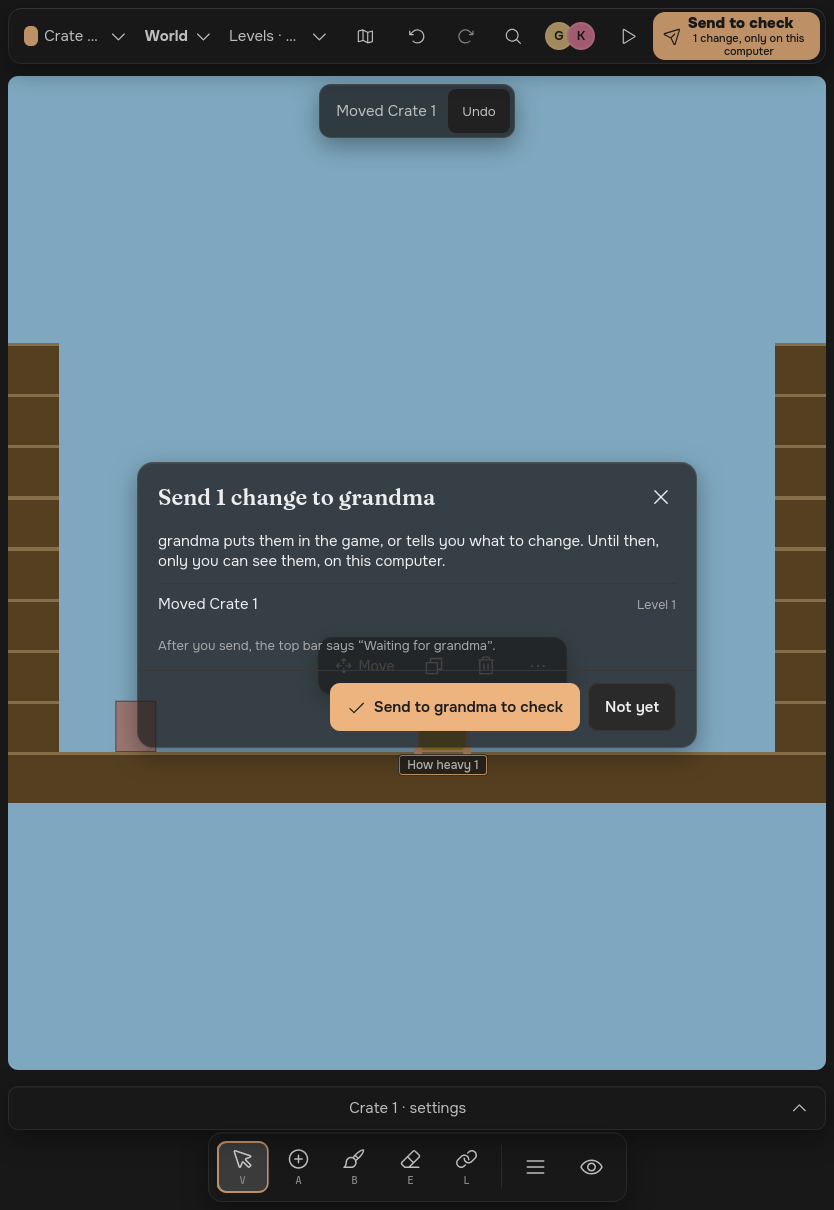 Crate ...
World
Levels · ...
G
K
Send to check
1 change, only on this
computer
Moved Crate 1
Undo
Send 1 change to grandma
grandma puts them in the game, or tells you what to change. Until then,
only you can see them, on this computer.
Moved Crate 1
Level 1
After you send, the top bar says “Waiting for grandma”.
Move
Send to grandma to check
Not yet
How heavy 1
Crate 1 · settings
V
A
B
E
L